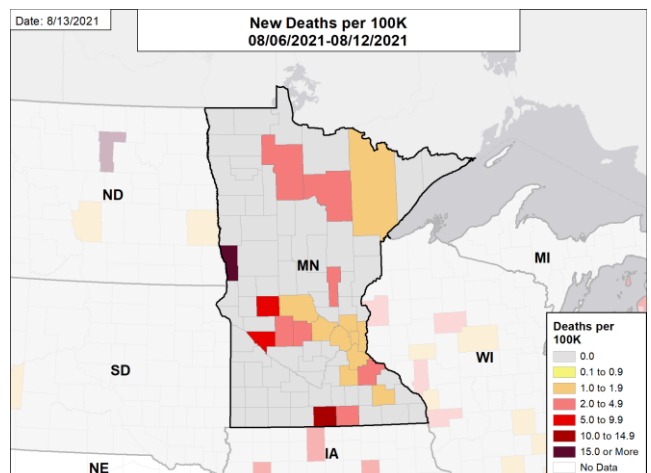 Date: 8/13/2021
New Deaths per 100K
08/06/2021-08/12/2021
ND
MN
MI
SD
WI
NE
IA
Deaths per
100K
0.0
0.1 to 0.9
1.0 to 1.9
2.0 to 4.9
5.0 to 9.9
10.0 to 14.9
15.0 or More
No Data